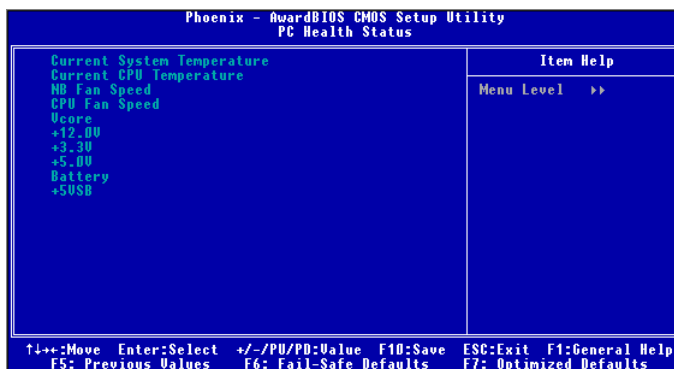 Phoenix - AwardBIOS CMOS Setup Utility
PC Health Status
Current System Temperature
Current CPU Temperature
NB Fan Speed
CPU Fan Speed
Vcore
+12.0V
+3.3V
+5.0V
Battery
+5VSB
Item Help
Menu Level ▸▸
↑↓→←:Move Enter:Select +/-/PU/PD:Value F10:Save ESC:Exit F1:General Help
F5: Previous Values F6: Fail-Safe Defaults F7: Optimized Defaults